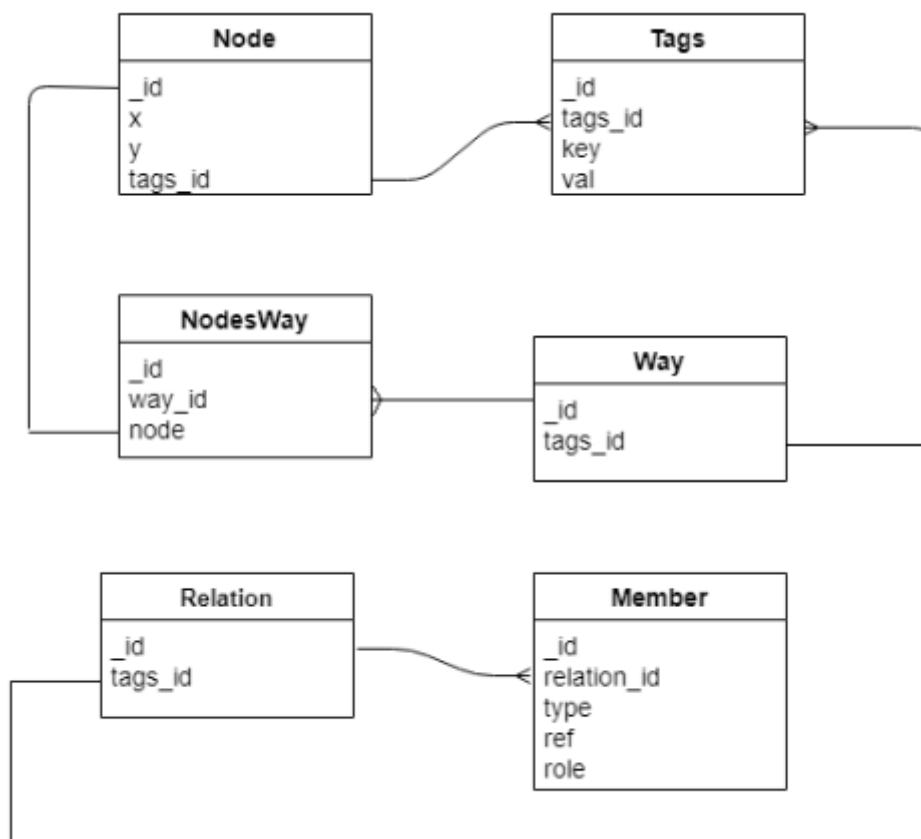 Node
_id
x
y
tags_id
Tags
_id
tags_id
key
val
NodesWay
_id
way_id
node
Way
_id
tags_id
Relation
_id
tags_id
Member
_id
relation_id
type
ref
role